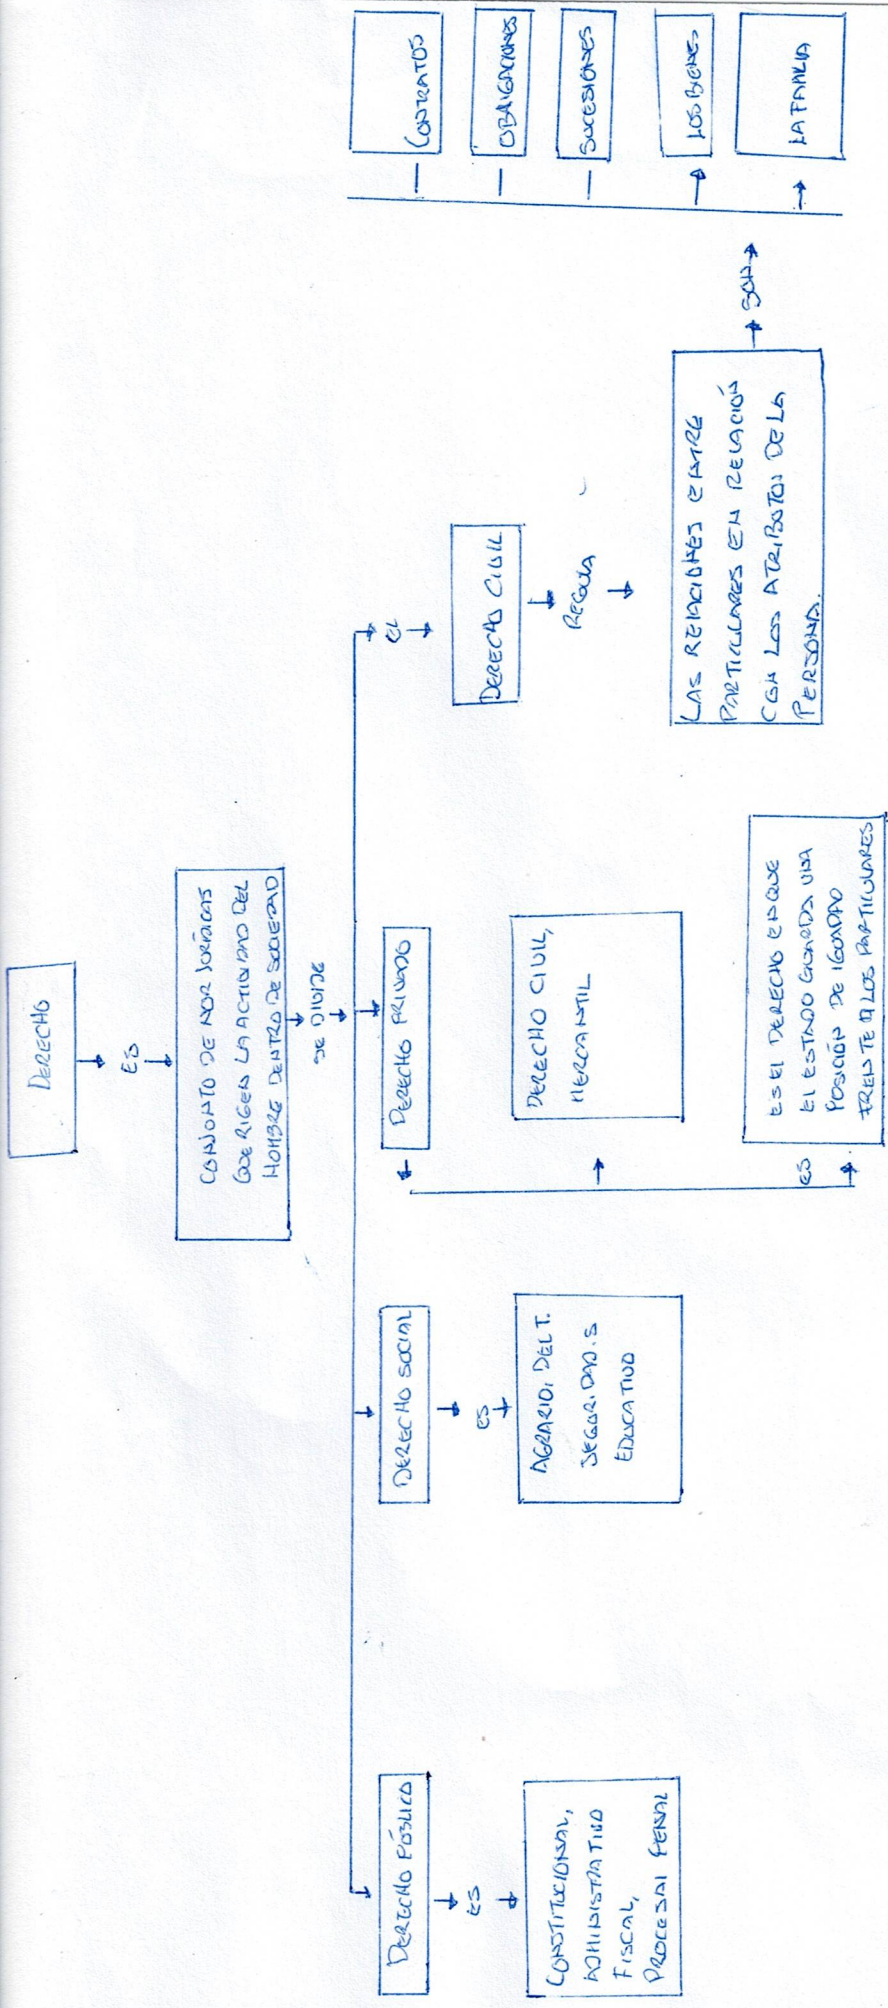 DERECHO
ES
CONJONTO DE NOR JORÍDICAS
QUE RIGEN LA ACTIVIDAD DEL
HOMBRE DENTRO DE SOCIEDAD
SE DIVIDE
DERECHO PÚBLICO
ES
CONSTITUCIONAL,
ADMINISTRATIVO
FISCAL,
PROCESAL PENAL
DERECHO SOCIAL
ES
AGRARIO, DEL T.
SEGURIDAD.S
EDUCATIVO
DERECHO PRIVADO
DERECHO CIVIL,
MERCANTIL
ES
ES EL DERECHO EN QUE
EL ESTADO GUARDA UNA
POSICIÓN DE IGUADAD
FRENTE A LOS PARTICULARES
EL
DERECHO CIVIL
REGULA
LAS RELACIONES ENTRE
PARTICULARES EN RELACIÓN
CON LOS ATRIBUTOS DE LA
PERSONA.
SON
CONTRATOS
OBLIGACIONES
SUCESIONES
LOS BIENES
LA FAMILIA